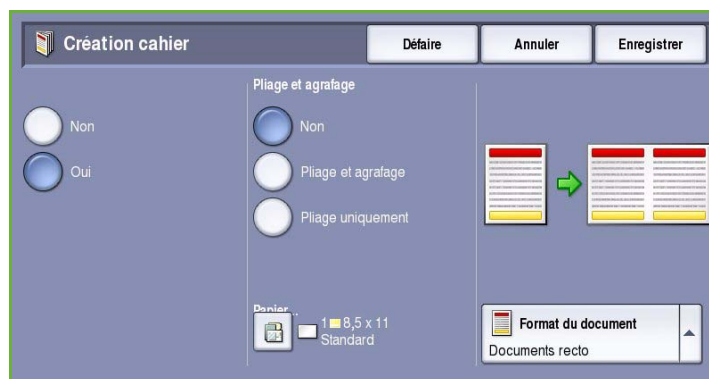 Création cahier
Défaire
Annuler
Enregistrer
Non
Oui
Pliage et agrafage
Non
Pliage et agrafage
Pliage uniquement
Papier...
1 8,5 x 11
Standard
Format du document
Documents recto